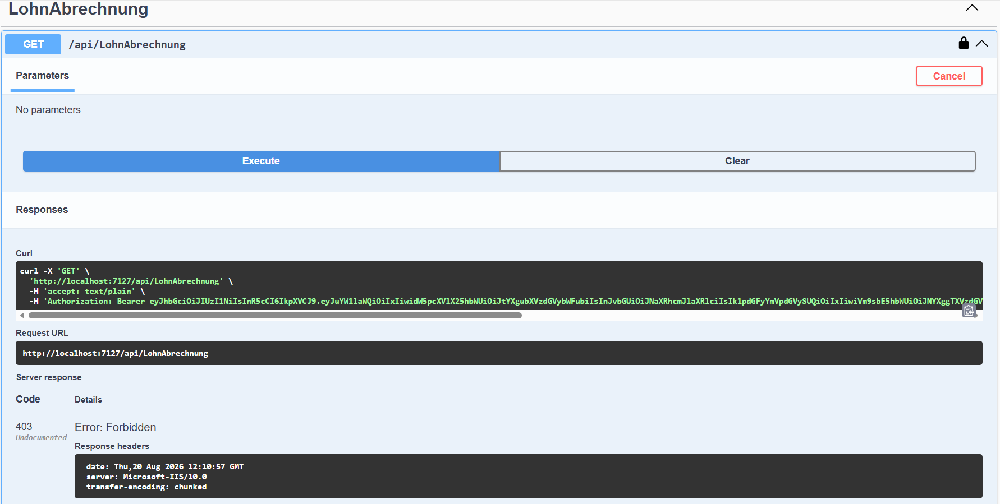 LohnAbrechnung
GET /api/LohnAbrechnung
Parameters
Cancel
No parameters
Execute
Clear
Responses
Curl
curl -X 'GET' \
'http://localhost:7127/api/LohnAbrechnung' \
-H 'accept: text/plain' \
-H 'Authorization: Bearer eyJhbGciOiJIUzI1NiIsInR5cCI6IkpXVCJ9.eyJuYW1laWQiOiIxIiwidW5pcXVlX25hbWUiOiJtYXgubXVzdGVybWFubiIsInJvbGUiOiJNaXRhcmJlaXRlciIsIk1pdGFyYmVpdGVySUQiOiIxIiwiVm9sbE5hbWUiOiJNYXggTXVzdGV
Request URL
http://localhost:7127/api/LohnAbrechnung
Server response
Code Details
403 Error: Forbidden
Undocumented
Response headers
date: Thu,20 Aug 2026 12:10:57 GMT
server: Microsoft-IIS/10.0
transfer-encoding: chunked